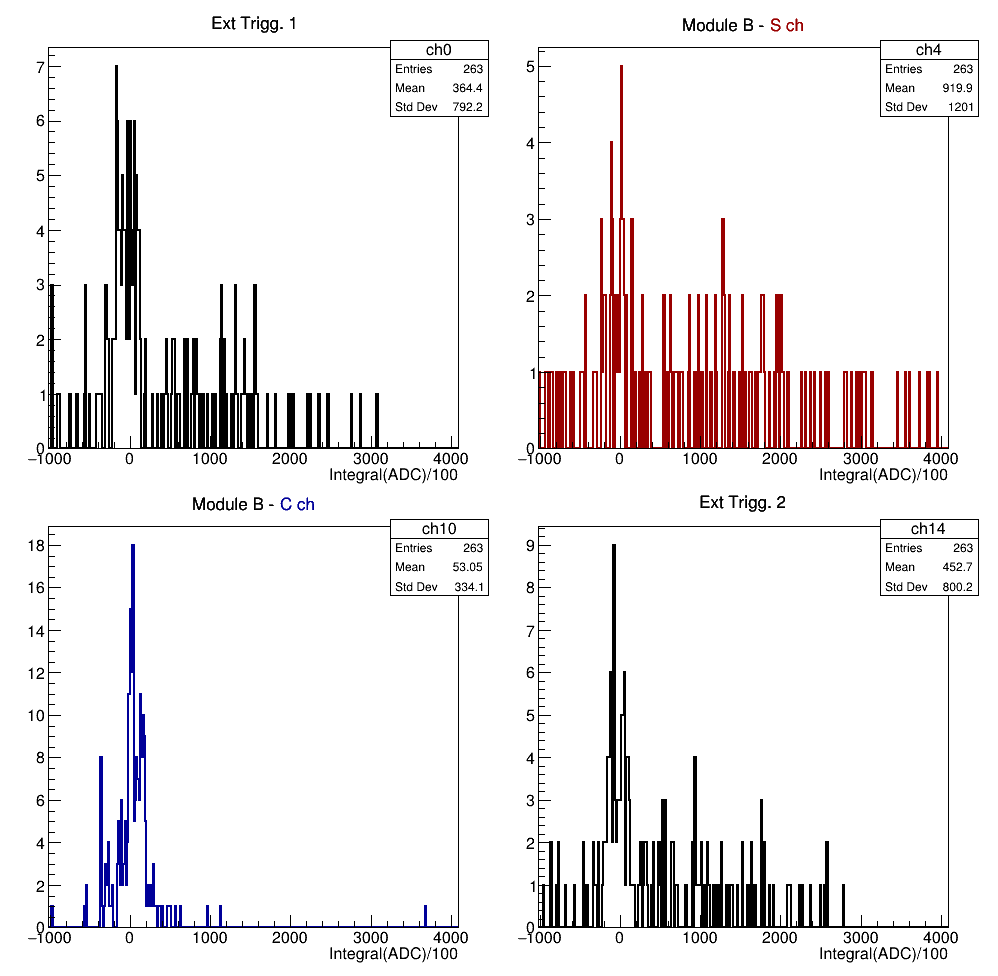 Ext Trigg. 1
ch0
Entries 263
Mean 364.4
Std Dev 792.2
7
6
5
4
3
2
1
0
−1000 0 1000 2000 3000 4000
Integral(ADC)/100
Module B - S ch
ch4
Entries 263
Mean 919.9
Std Dev 1201
5
4
3
2
1
0
−1000 0 1000 2000 3000 4000
Integral(ADC)/100
Module B - C ch
ch10
Entries 263
Mean 53.05
Std Dev 334.1
18
16
14
12
10
8
6
4
2
0
−1000 0 1000 2000 3000 4000
Integral(ADC)/100
Ext Trigg. 2
ch14
Entries 263
Mean 452.7
Std Dev 800.2
9
8
7
6
5
4
3
2
1
0
−1000 0 1000 2000 3000 4000
Integral(ADC)/100